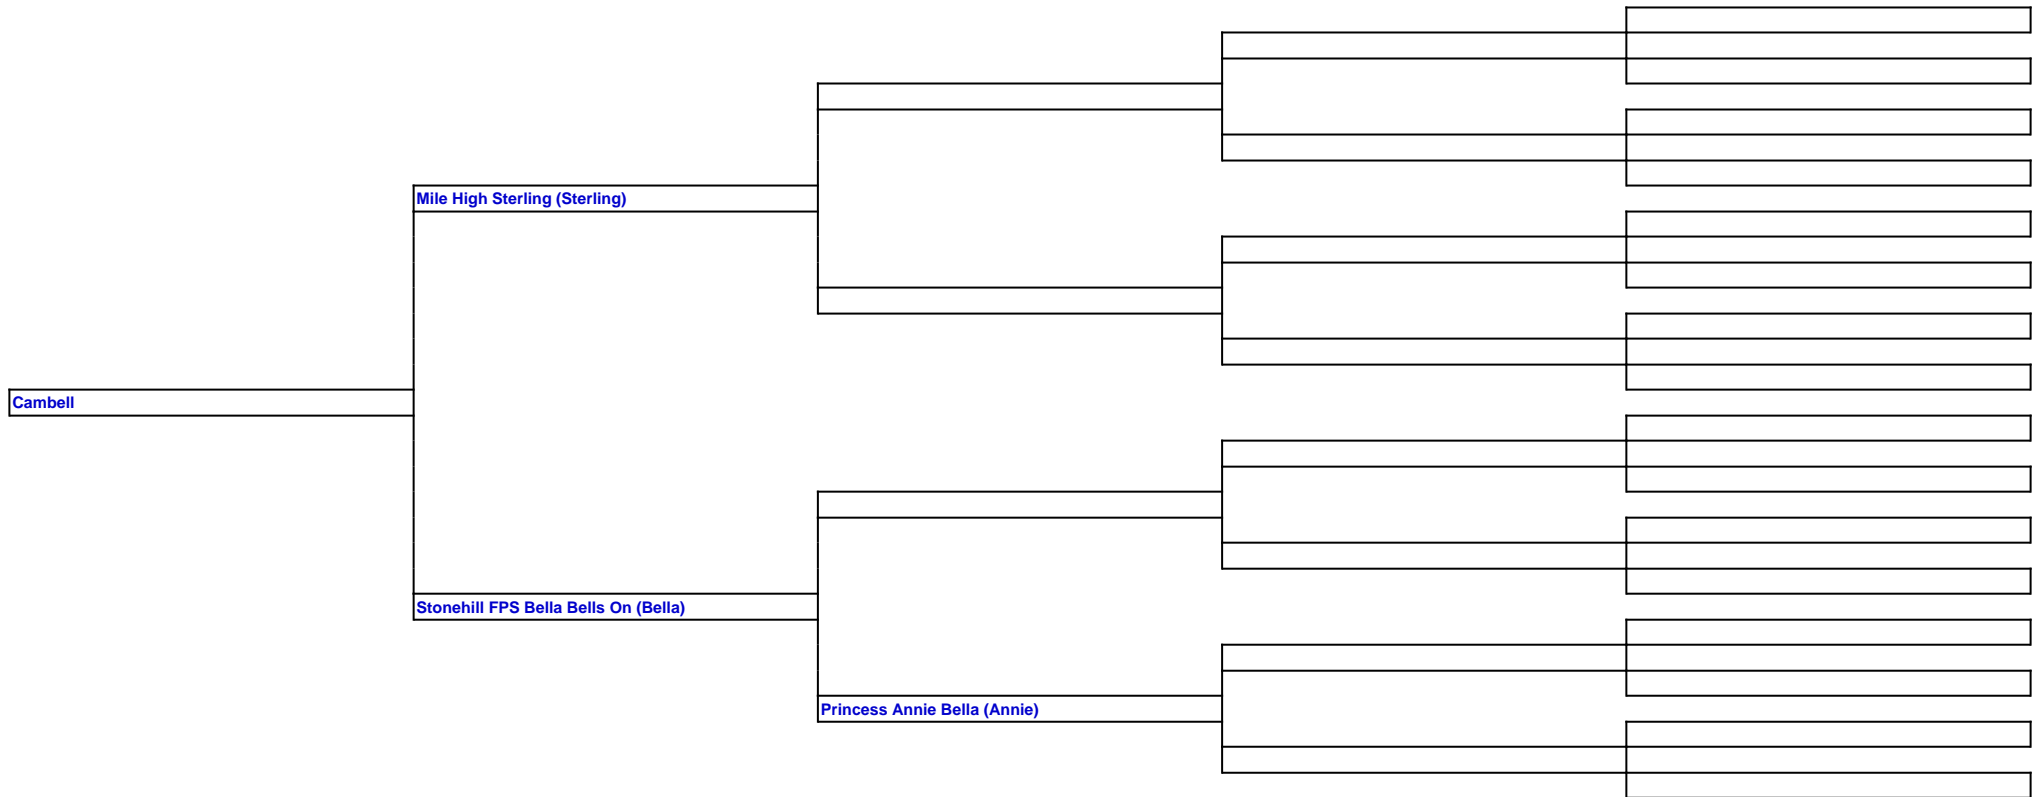 Mile High Sterling (Sterling)
Cambell
Stonehill FPS Bella Bells On (Bella)
Princess Annie Bella (Annie)